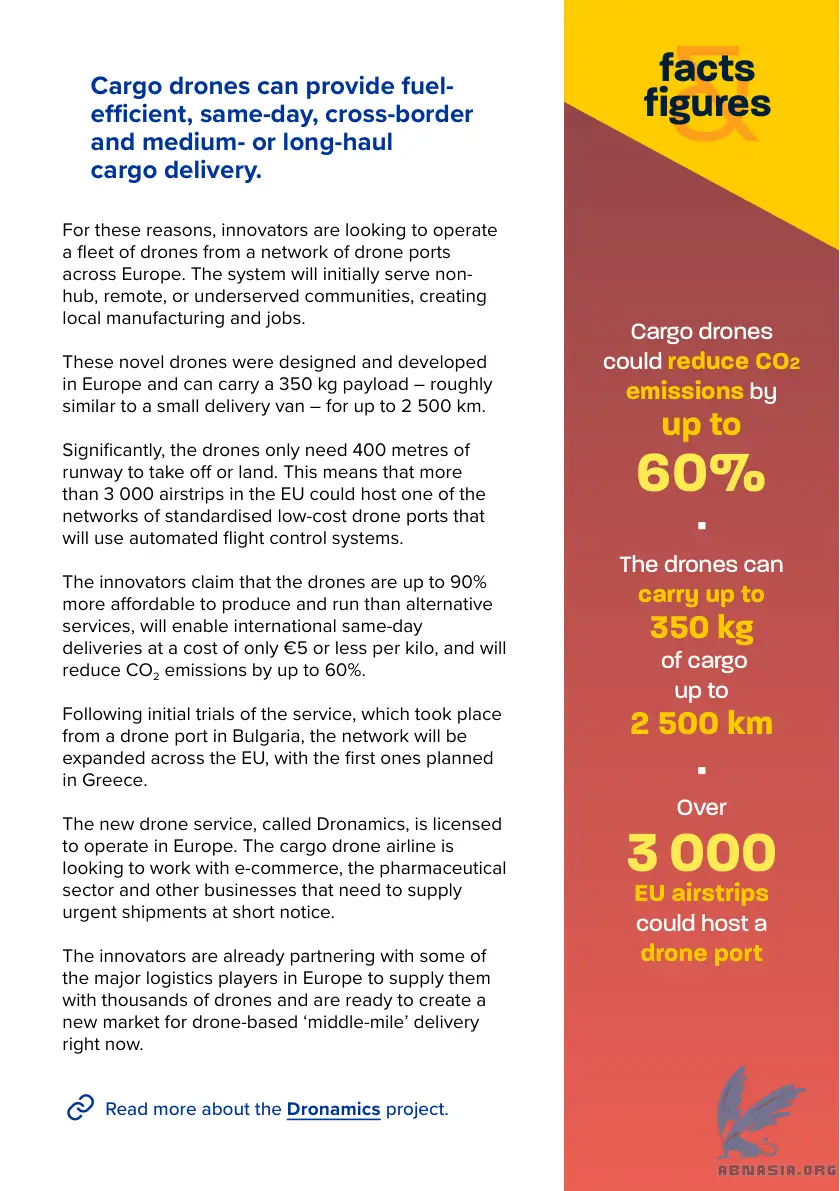 Cargo drones can provide fuel-
efficient, same-day, cross-border
and medium- or long-haul
cargo delivery.
For these reasons, innovators are looking to operate
a fleet of drones from a network of drone ports
across Europe. The system will initially serve non-
hub, remote, or underserved communities, creating
local manufacturing and jobs.
These novel drones were designed and developed
in Europe and can carry a 350 kg payload – roughly
similar to a small delivery van – for up to 2 500 km.
Significantly, the drones only need 400 metres of
runway to take off or land. This means that more
than 3 000 airstrips in the EU could host one of the
networks of standardised low-cost drone ports that
will use automated flight control systems.
The innovators claim that the drones are up to 90%
more affordable to produce and run than alternative
services, will enable international same-day
deliveries at a cost of only €5 or less per kilo, and will
reduce CO₂ emissions by up to 60%.
Following initial trials of the service, which took place
from a drone port in Bulgaria, the network will be
expanded across the EU, with the first ones planned
in Greece.
The new drone service, called Dronamics, is licensed
to operate in Europe. The cargo drone airline is
looking to work with e-commerce, the pharmaceutical
sector and other businesses that need to supply
urgent shipments at short notice.
The innovators are already partnering with some of
the major logistics players in Europe to supply them
with thousands of drones and are ready to create a
new market for drone-based ‘middle-mile’ delivery
right now.
Read more about the Dronamics project.
facts
&
figures
Cargo drones
could reduce CO₂
emissions by
up to
60%
The drones can
carry up to
350 kg
of cargo
up to
2 500 km
Over
3 000
EU airstrips
could host a
drone port
ABNASIA.ORG